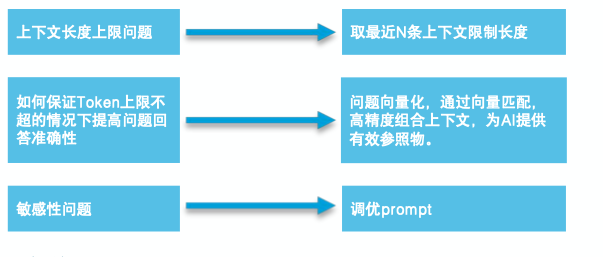 上下文长度上限问题
取最近N条上下文限制长度
如何保证Token上限不
超的情况下提高问题回
答准确性
问题向量化，通过向量匹配，
高精度组合上下文，为AI提供
有效参照物。
敏感性问题
调优prompt